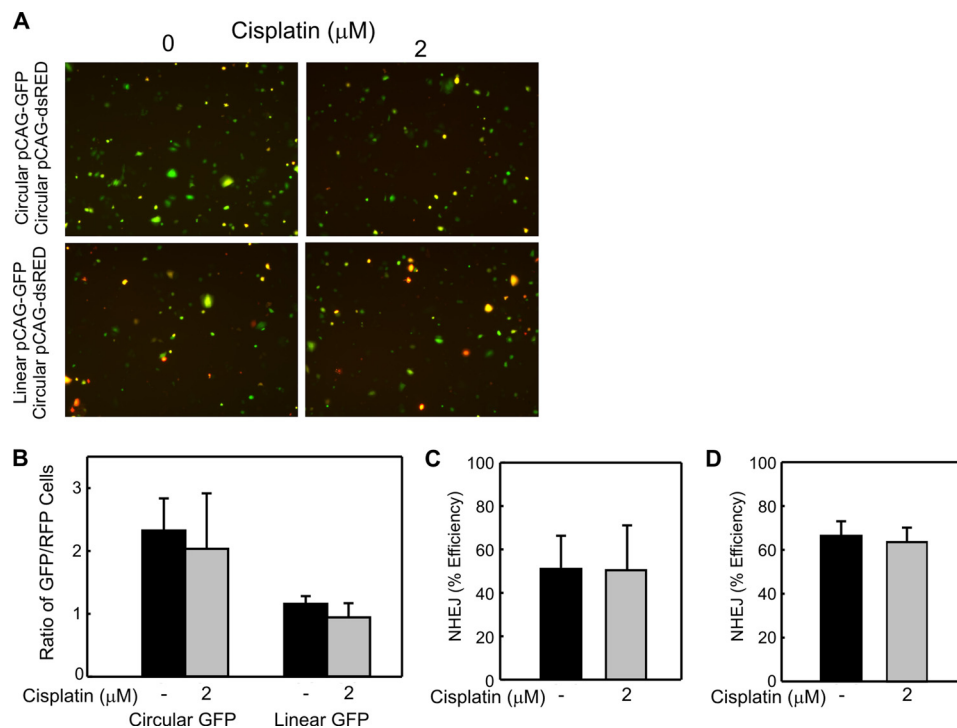 A
Cisplatin (μM)
0
2
Circular pCAG-GFP
Circular pCAG-dsRED
Linear pCAG-GFP
Circular pCAG-dsRED
B
Ratio of GFP/RFP Cells
3
2
1
0
Cisplatin (μM) - 2 - 2
Circular GFP Linear GFP
C
NHEJ (% Efficiency)
100
80
60
40
20
0
Cisplatin (μM) - 2
D
NHEJ (% Efficiency)
100
80
60
40
20
0
Cisplatin (μM) - 2